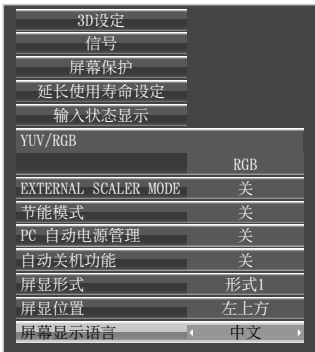 3D设定
信号
屏幕保护
延长使用寿命设定
输入状态显示
YUV/RGB
RGB
EXTERNAL SCALER MODE 关
节能模式 关
PC 自动电源管理 关
自动关机功能 关
屏显形式 形式1
屏显位置 左上方
屏幕显示语言 中文